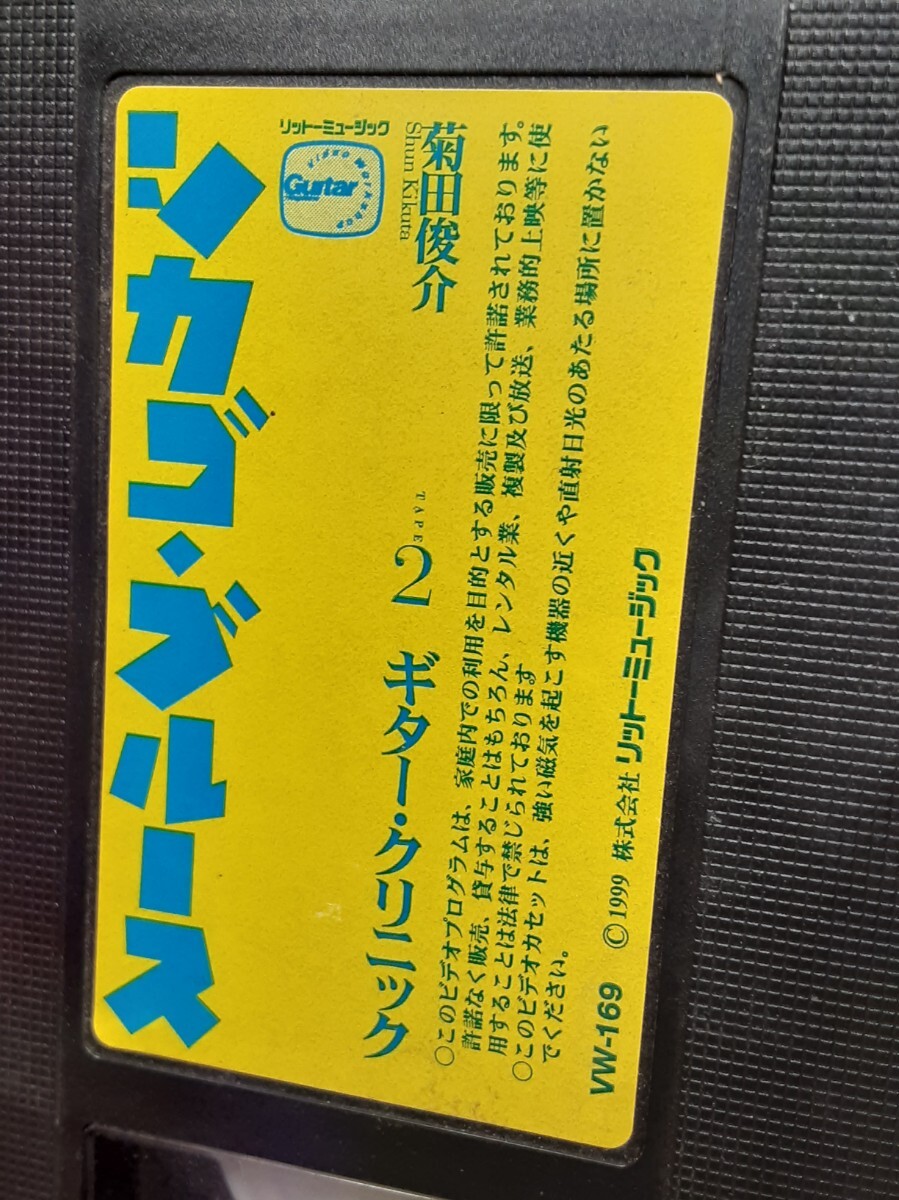 シカゴ・ブルース
リットーミュージック
VIDEO WORKSHOP
Guitar
菊田俊介
Shun Kikuta
TAPE
2 ギター・クリニック
○このビデオプログラムは、家庭内での利用を目的とする販売に限って許諾されております。
許諾なく販売、貸与することはもちろん、レンタル業、複製及び放送、業務的上映等に使
用することは法律で禁じられております。
○このビデオカセットは、強い磁気を起こす機器の近くや直射日光のあたる場所に置かない
でください。
VW-169 ©1999 株式会社リットーミュージック